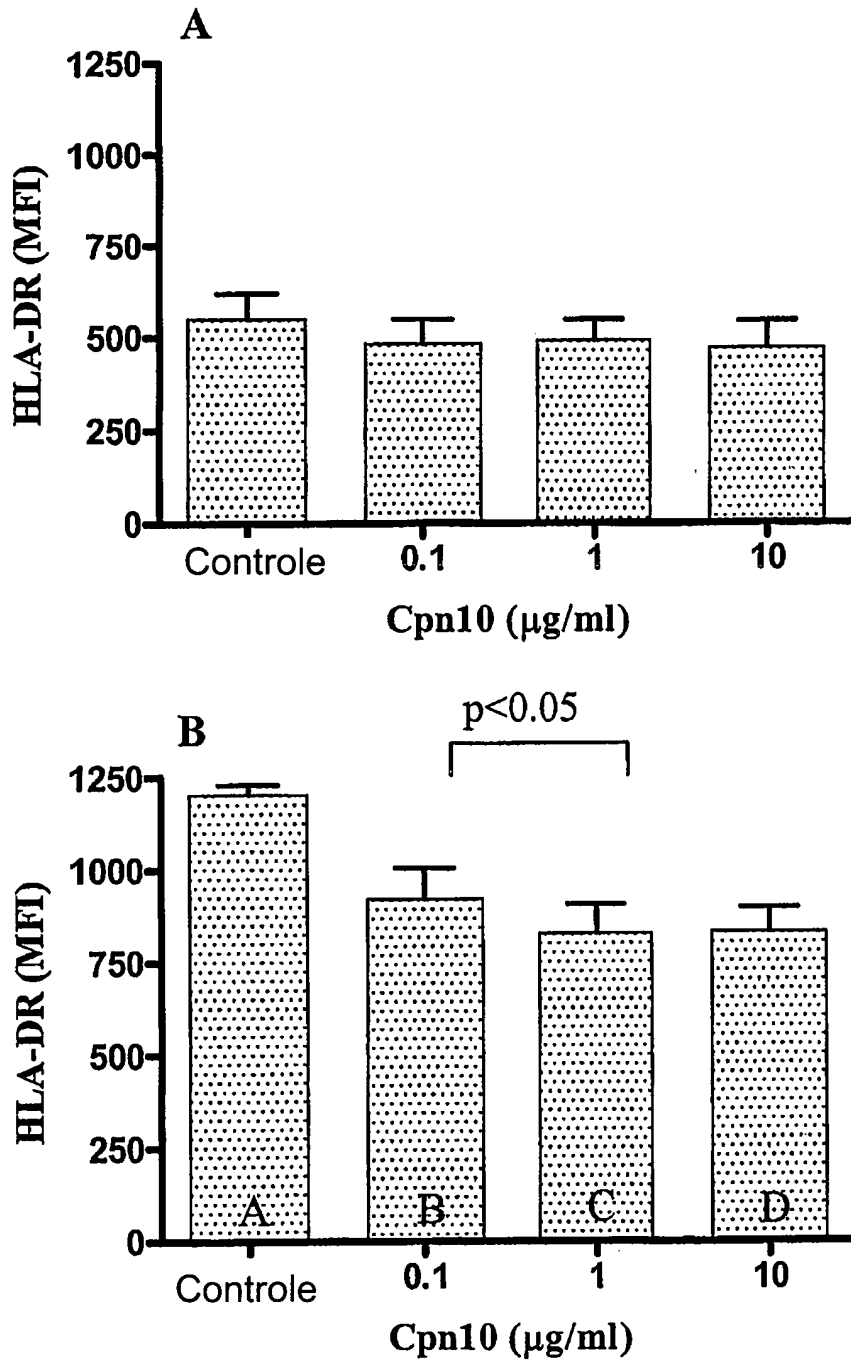 A
HLA-DR (MFI)
1250
1000
750
500
250
0
Controle 0.1 1 10
Cpn10 (µg/ml)
p<0.05
B
HLA-DR (MFI)
1250
1000
750
500
250
0
A B C D
Controle 0.1 1 10
Cpn10 (µg/ml)